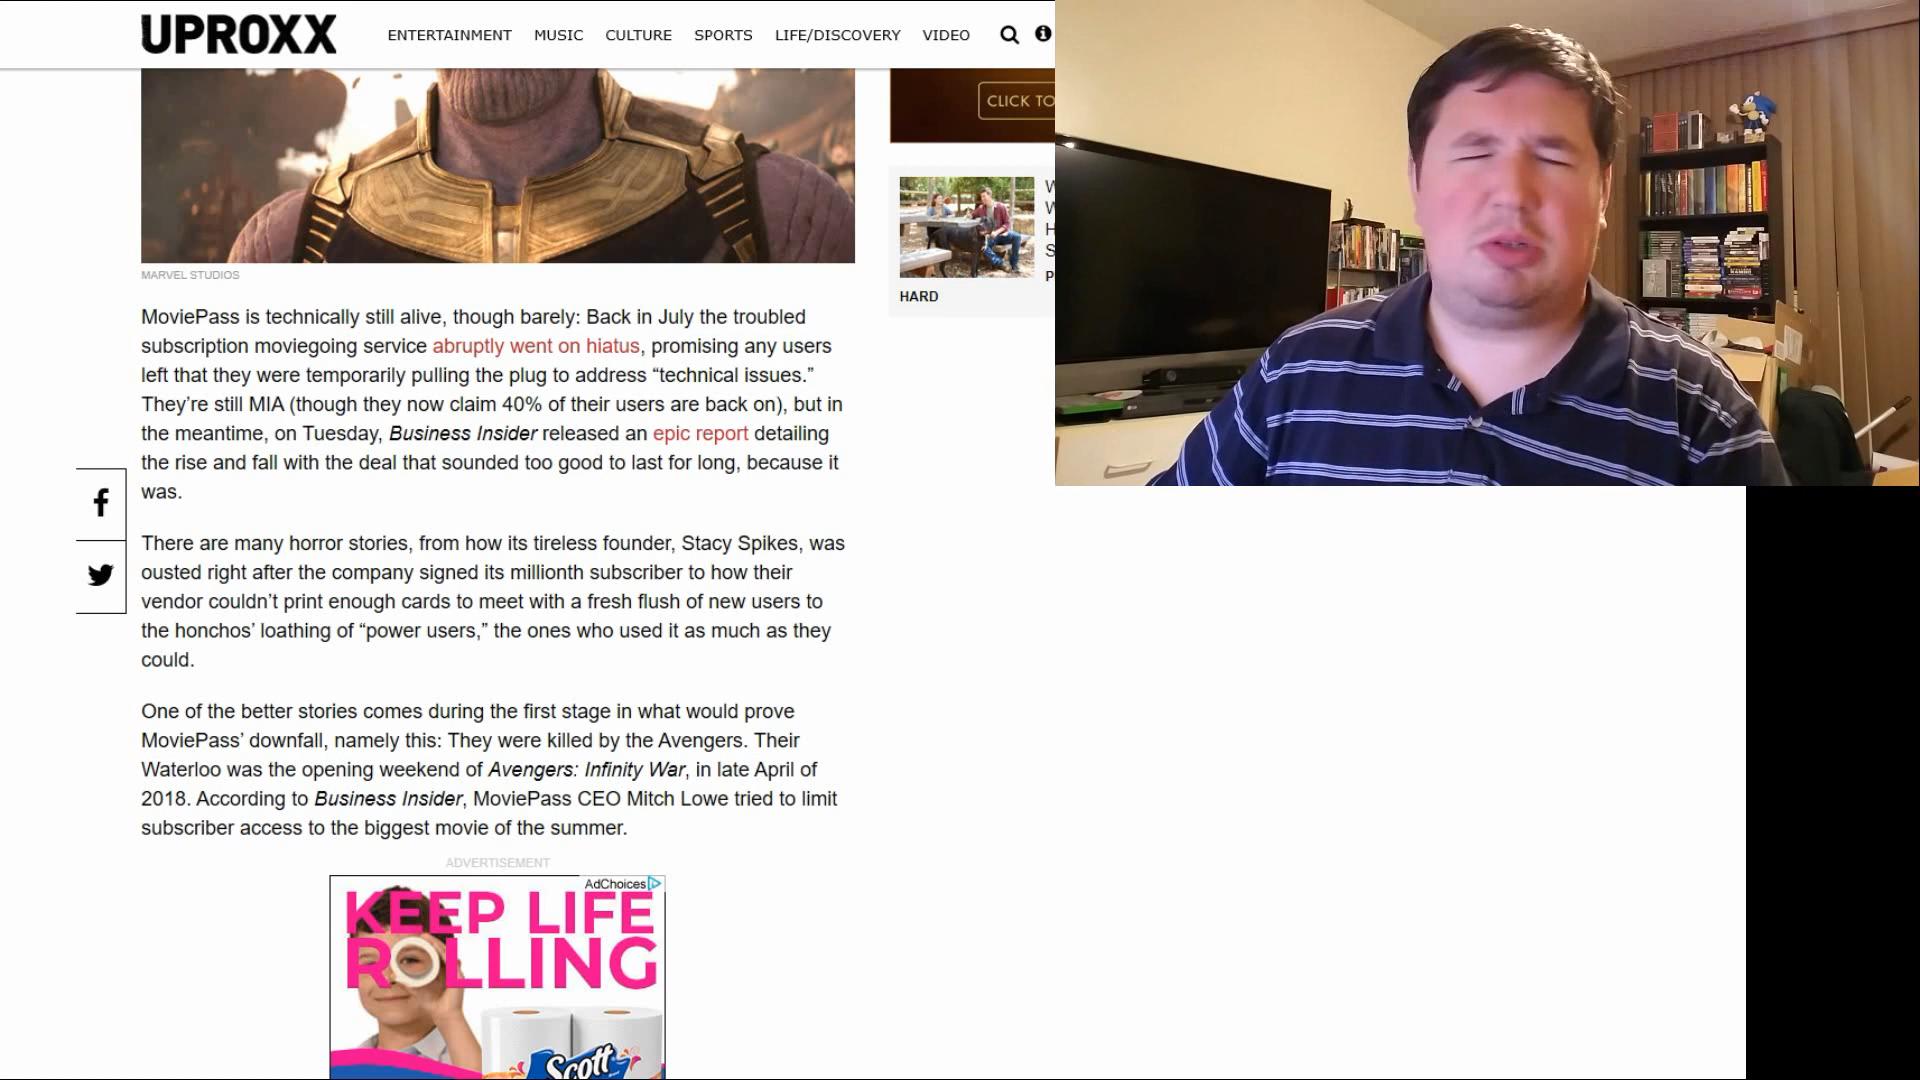 UPROXX
ENTERTAINMENT MUSIC CULTURE SPORTS LIFE/DISCOVERY VIDEO
CLICK TO
HARD
MARVEL STUDIOS
MoviePass is technically still alive, though barely: Back in July the troubled
subscription moviegoing service abruptly went on hiatus, promising any users
left that they were temporarily pulling the plug to address “technical issues.”
They’re still MIA (though they now claim 40% of their users are back on), but in
the meantime, on Tuesday, Business Insider released an epic report detailing
the rise and fall with the deal that sounded too good to last for long, because it
was.
There are many horror stories, from how its tireless founder, Stacy Spikes, was
ousted right after the company signed its millionth subscriber to how their
vendor couldn’t print enough cards to meet with a fresh flush of new users to
the honchos’ loathing of “power users,” the ones who used it as much as they
could.
One of the better stories comes during the first stage in what would prove
MoviePass’ downfall, namely this: They were killed by the Avengers. Their
Waterloo was the opening weekend of Avengers: Infinity War, in late April of
2018. According to Business Insider, MoviePass CEO Mitch Lowe tried to limit
subscriber access to the biggest movie of the summer.
ADVERTISEMENT
AdChoices
KEEP LIFE
ROLLING
Scott